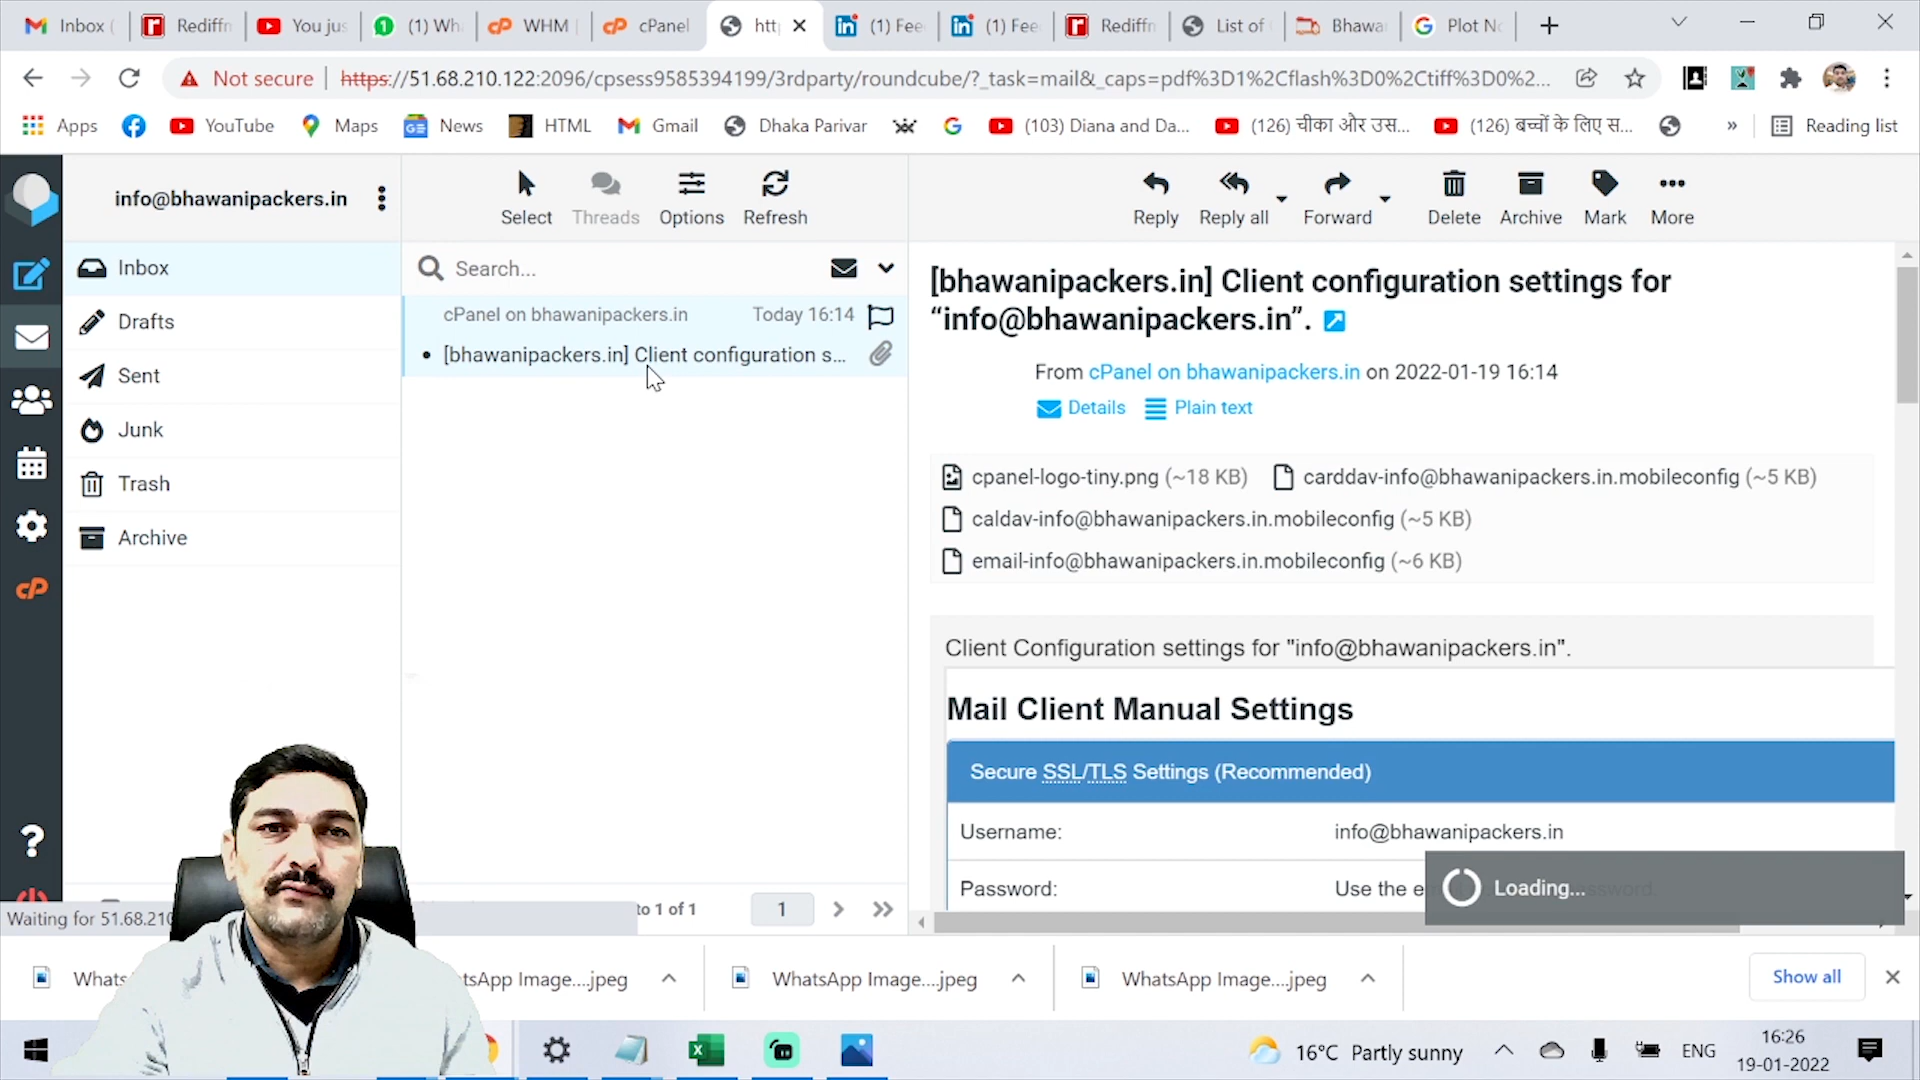 Inbox (
Rediffm
You jus
(1) Wh
WHM |
cPanel
htt
(1) Fee
(1) Fee
Rediffm
List of
Bhawan
Plot No
Not secure | https://51.68.210.122:2096/cpsess9585394199/3rdparty/roundcube/?_task=mail&_caps=pdf%3D1%2Cflash%3D0%2Ctiff%3D0%2...
Apps
YouTube
Maps
News
HTML
Gmail
Dhaka Parivar
(103) Diana and Da...
(126) चीका और उस...
(126) बच्चों के लिए स...
»
Reading list
info@bhawanipackers.in
Select
Threads
Options
Refresh
Reply
Reply all
Forward
Delete
Archive
Mark
More
Inbox
Drafts
Sent
Junk
Trash
Archive
Search...
cPanel on bhawanipackers.in Today 16:14
[bhawanipackers.in] Client configuration s...
[bhawanipackers.in] Client configuration settings for
“info@bhawanipackers.in”.
From cPanel on bhawanipackers.in on 2022-01-19 16:14
Details Plain text
cpanel-logo-tiny.png (~18 KB) carddav-info@bhawanipackers.in.mobileconfig (~5 KB)
caldav-info@bhawanipackers.in.mobileconfig (~5 KB)
email-info@bhawanipackers.in.mobileconfig (~6 KB)
Client Configuration settings for "info@bhawanipackers.in".
Mail Client Manual Settings
Secure SSL/TLS Settings (Recommended)
Username: info@bhawanipackers.in
Password: Use the e
Loading...
to 1 of 1
1
Waiting for 51.68.210
Whats
tsApp Image....jpeg
WhatsApp Image....jpeg
WhatsApp Image....jpeg
Show all
16°C Partly sunny
ENG
16:26
19-01-2022